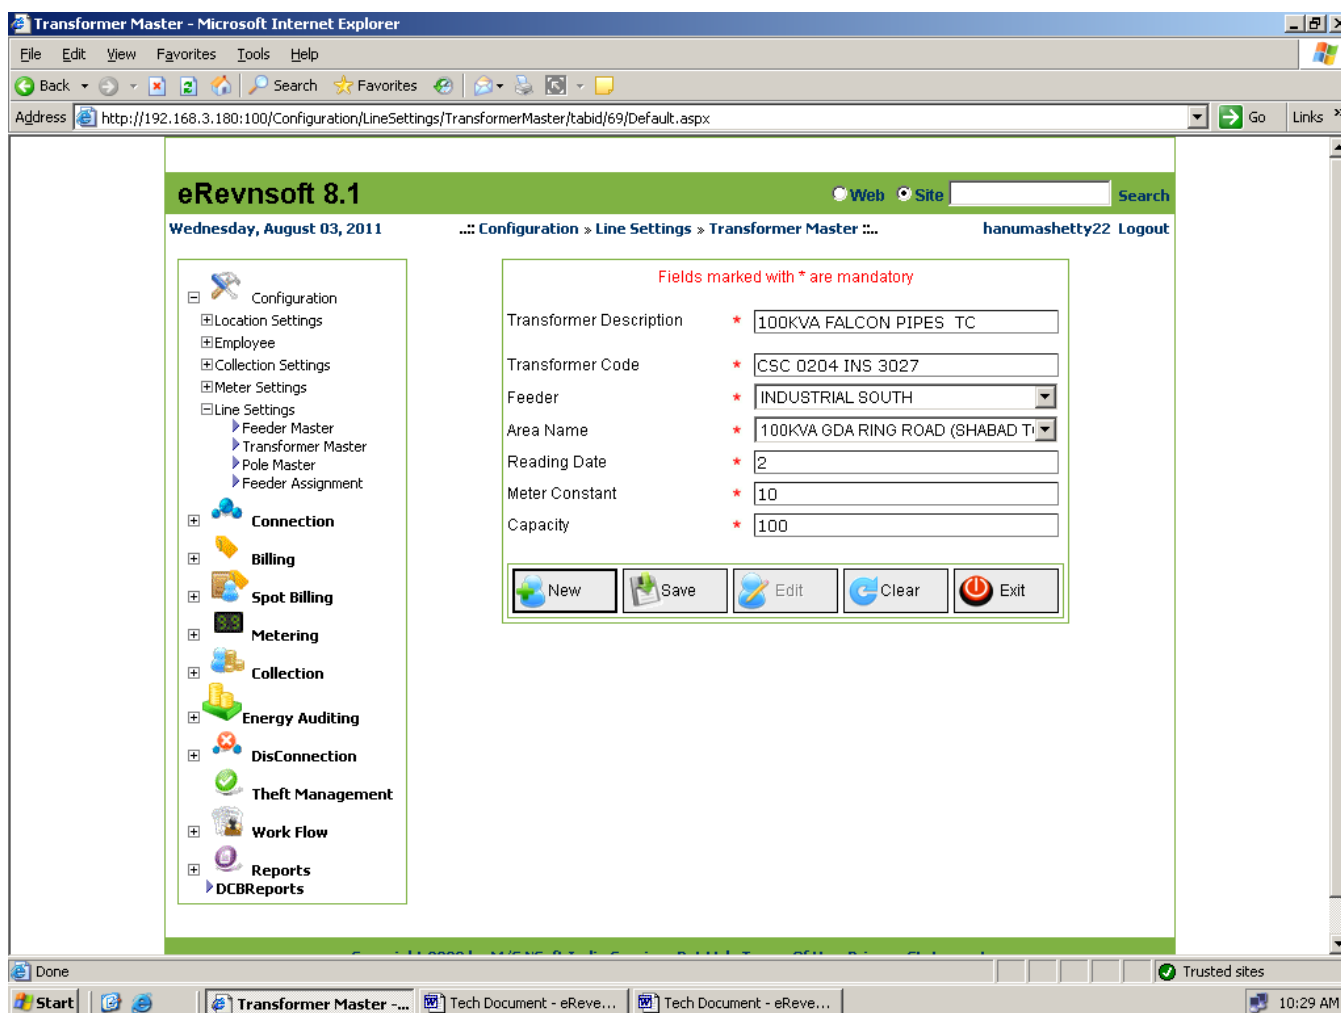 Transformer Master - Microsoft Internet Explorer
File Edit View Favorites Tools Help
Back Search Favorites
Address http://192.168.3.180:100/Configuration/LineSettings/TransformerMaster/tabid/69/Default.aspx Go Links »
eRevnsoft 8.1 Web Site Search
Wednesday, August 03, 2011 ..:: Configuration » Line Settings » Transformer Master ::.. hanumashetty22 Logout
Fields marked with * are mandatory
Configuration
Location Settings
Employee
Collection Settings
Meter Settings
Line Settings
Feeder Master
Transformer Master
Pole Master
Feeder Assignment
Connection
Billing
Spot Billing
Metering
Collection
Energy Auditing
DisConnection
Theft Management
Work Flow
Reports
DCBReports
Transformer Description * 100KVA FALCON PIPES TC
Transformer Code * CSC 0204 INS 3027
Feeder * INDUSTRIAL SOUTH
Area Name * 100KVA GDA RING ROAD (SHABAD
Reading Date * 2
Meter Constant * 10
Capacity * 100
New Save Edit Clear Exit
Done Trusted sites
Start Transformer Master -... Tech Document - eReve... Tech Document - eReve... 10:29 AM